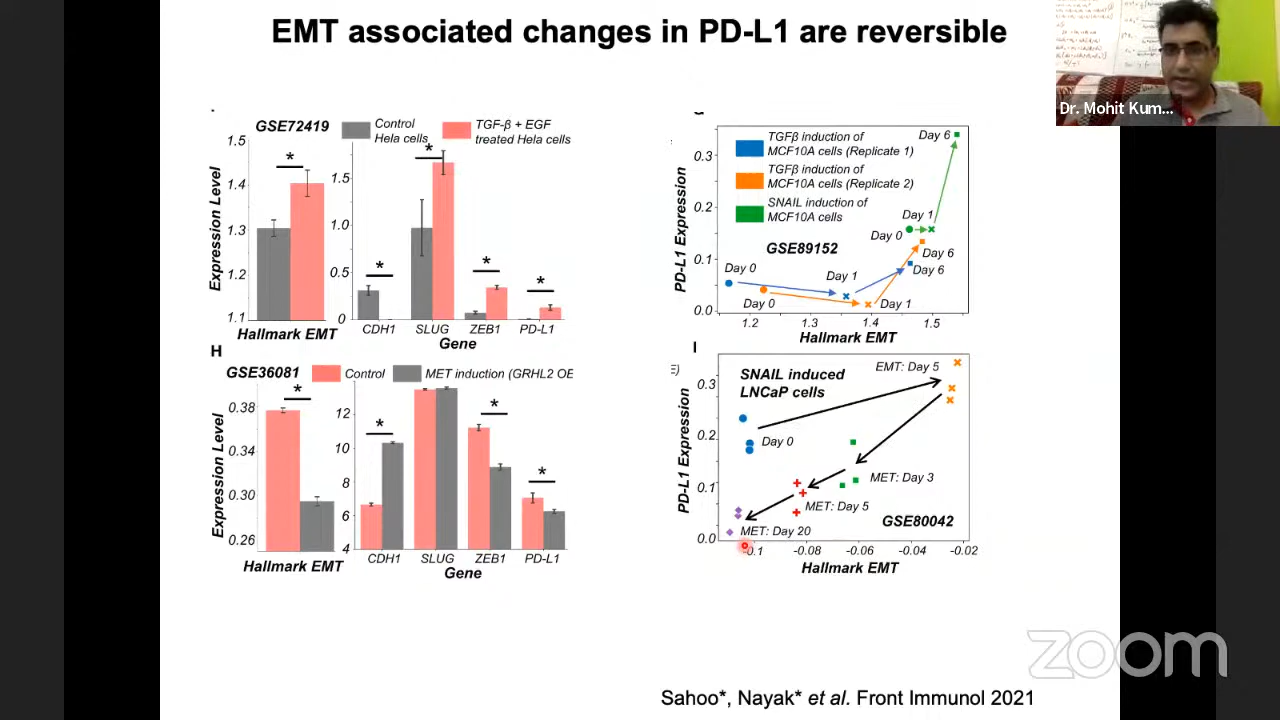 EMT associated changes in PD-L1 are reversible
Dr. Mohit Kum...
GSE72419
Control
Hela cells
TGF-β + EGF
treated Hela cells
Expression Level
1.5
1.4
1.3
1.2
1.1
Hallmark EMT
*
1.5
1.0
0.5
0
*
*
*
*
CDH1
SLUG
ZEB1
PD-L1
Gene
TGFβ induction of
MCF10A cells (Replicate 1)
TGFβ induction of
MCF10A cells (Replicate 2)
SNAIL induction of
MCF10A cells
GSE89152
PD-L1 Expression
0.3
0.2
0.1
0.0
Day 6
Day 1
Day 0
Day 6
Day 0
Day 1
Day 6
Day 0
Day 1
1.2
1.3
1.4
1.5
Hallmark EMT
H
GSE36081
Control
MET induction (GRHL2 OE
Expression Level
0.38
0.34
0.30
0.26
*
Hallmark EMT
12
10
8
6
4
*
*
*
CDH1
SLUG
ZEB1
PD-L1
Gene
I
E)
SNAIL induced
LNCaP cells
PD-L1 Expression
0.3
0.2
0.1
0.0
EMT: Day 5
Day 0
MET: Day 3
MET: Day 5
MET: Day 20
GSE80042
-0.1
-0.08
-0.06
-0.04
-0.02
Hallmark EMT
zoom
Sahoo*, Nayak* et al. Front Immunol 2021